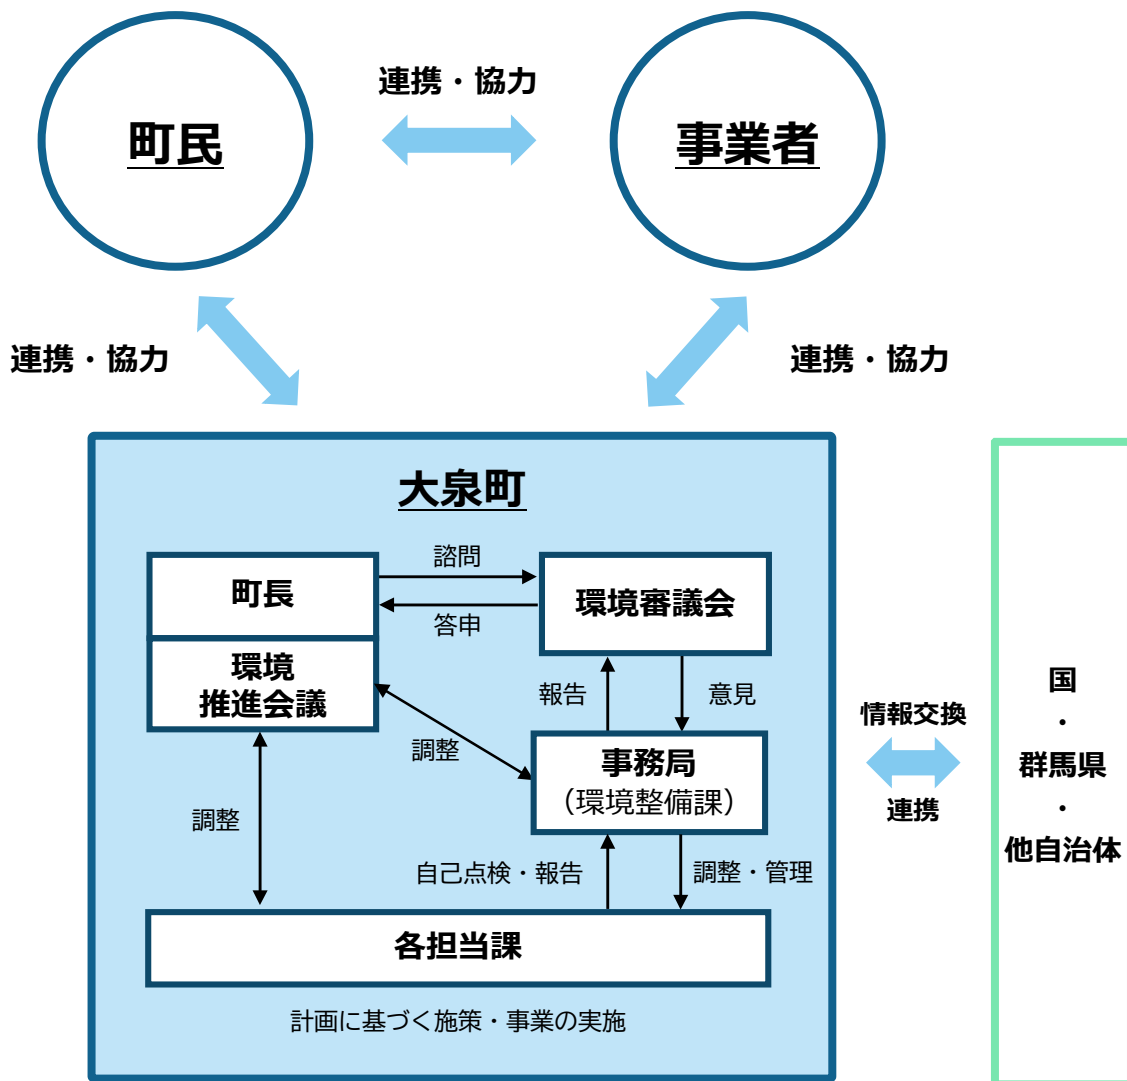 連携・協力
町民
事業者
連携・協力
連携・協力
大泉町
諮問
町長
環境審議会
答申
環境
推進会議
報告
意見
国
・
群馬県
・
他自治体
情報交換
連携
調整
事務局
（環境整備課）
調整
自己点検・報告
調整・管理
各担当課
計画に基づく施策・事業の実施